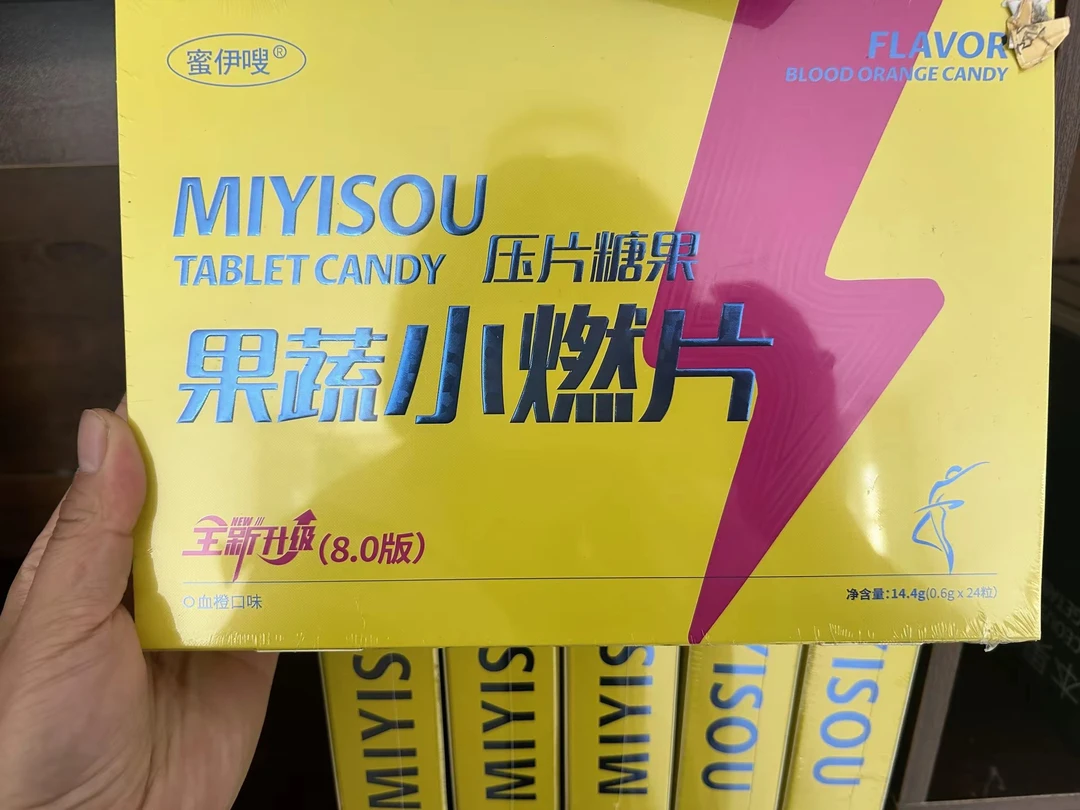 蜜伊嗖®
FLAVOR
BLOOD ORANGE CANDY
MIYISOU
TABLET CANDY 压片糖果
果蔬小燃片
NEW
全新升级(8.0版)
血橙口味
净含量:14.4g(0.6g x 24粒)
MIYIS
MIYIS
MIYIS
YISOU
ISOU